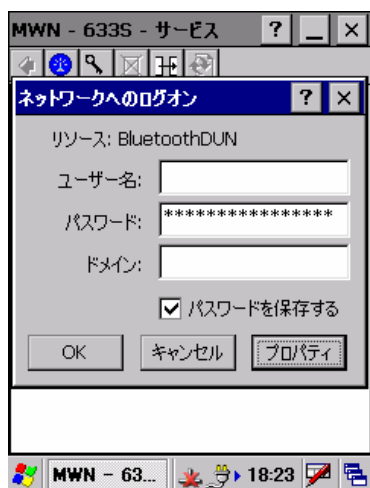 MWN - 633S - サービス ? _ ×
ネットワークへのログオン ? ×
リソース: BluetoothDUN
ユーザー名:
パスワード: ****************
ドメイン:
パスワードを保存する
OK キャンセル プロパティ
MWN - 63... 18:23